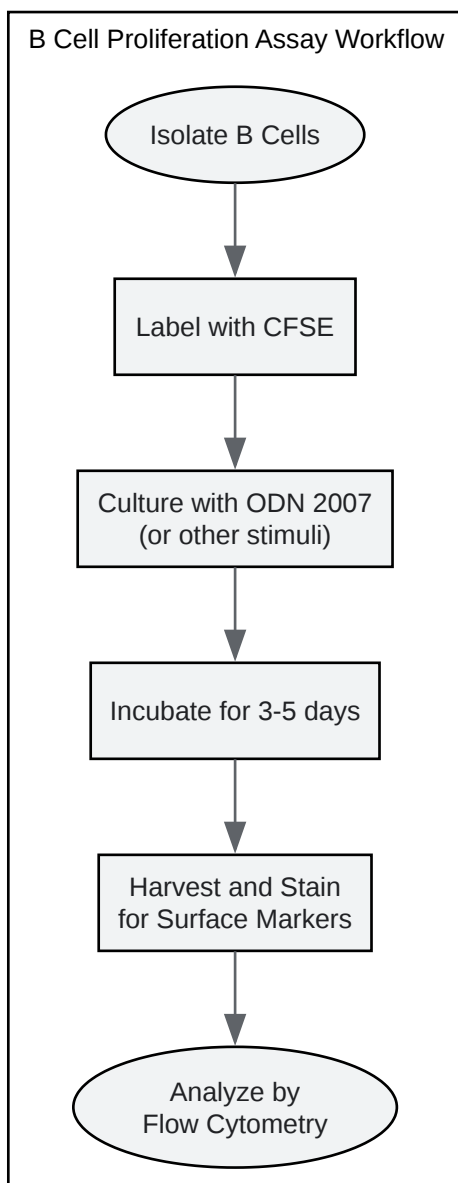 B Cell Proliferation Assay Workflow
Isolate B Cells
Label with CFSE
Culture with ODN 2007
(or other stimuli)
Incubate for 3-5 days
Harvest and Stain
for Surface Markers
Analyze by
Flow Cytometry